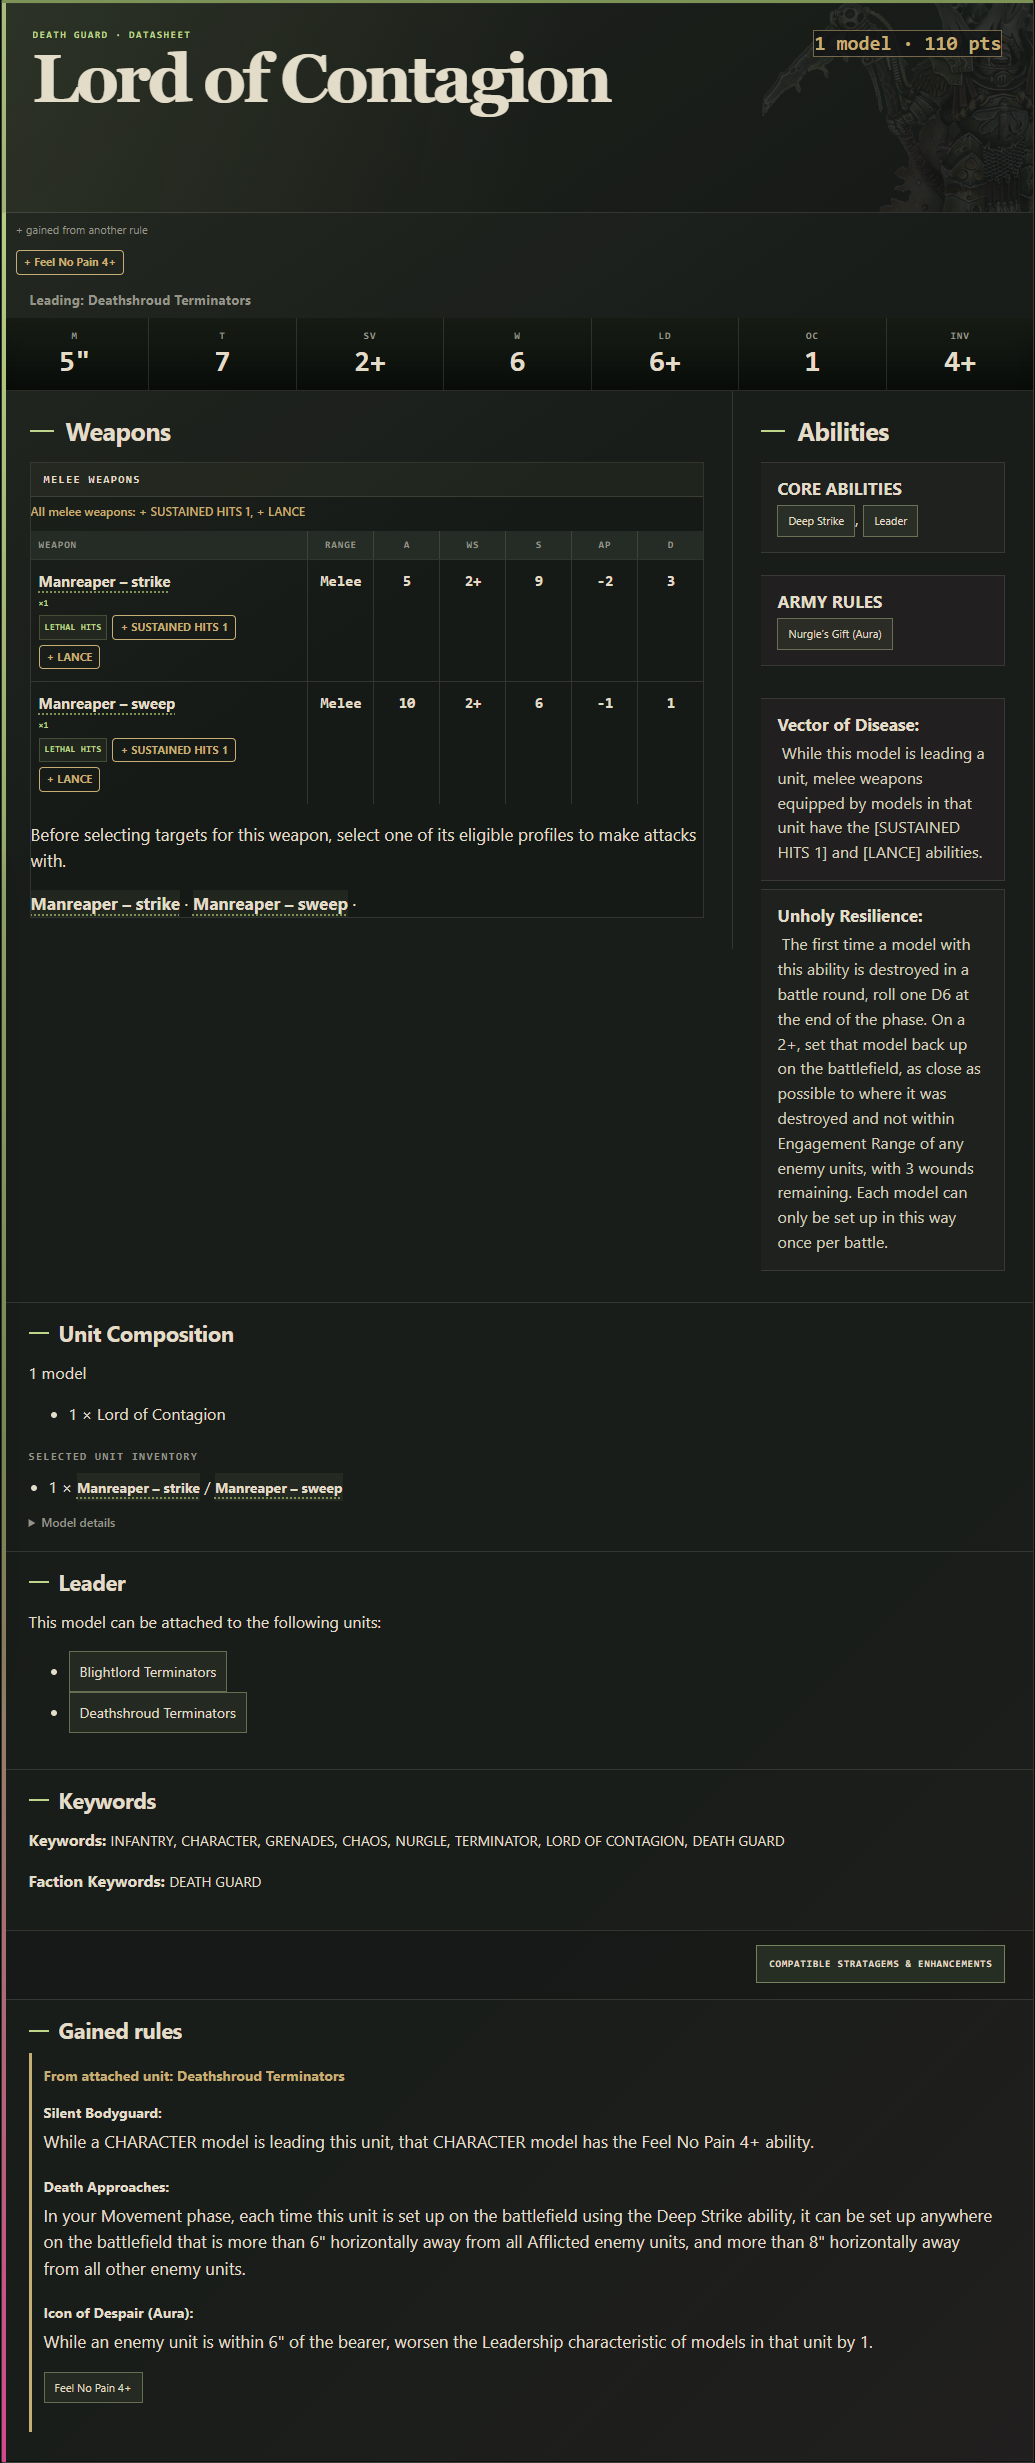 DEATH GUARD · DATASHEET
Lord of Contagion
1 model · 110 pts
+ gained from another rule
+ Feel No Pain 4+
Leading: Deathshroud Terminators
M
5"
T
7
SV
2+
W
6
LD
6+
OC
1
INV
4+
Weapons
MELEE WEAPONS
All melee weapons: + SUSTAINED HITS 1, + LANCE
WEAPON RANGE A WS S AP D
Manreaper – strike Melee 5 2+ 9 -2 3
×1
LETHAL HITS + SUSTAINED HITS 1
+ LANCE
Manreaper – sweep Melee 10 2+ 6 -1 1
×1
LETHAL HITS + SUSTAINED HITS 1
+ LANCE
Before selecting targets for this weapon, select one of its eligible profiles to make attacks
with.
Manreaper – strike · Manreaper – sweep ·
Abilities
CORE ABILITIES
Deep Strike, Leader
ARMY RULES
Nurgle's Gift (Aura)
Vector of Disease:
While this model is leading a
unit, melee weapons
equipped by models in that
unit have the [SUSTAINED
HITS 1] and [LANCE] abilities.
Unholy Resilience:
The first time a model with
this ability is destroyed in a
battle round, roll one D6 at
the end of the phase. On a
2+, set that model back up
on the battlefield, as close as
possible to where it was
destroyed and not within
Engagement Range of any
enemy units, with 3 wounds
remaining. Each model can
only be set up in this way
once per battle.
Unit Composition
1 model
• 1 × Lord of Contagion
SELECTED UNIT INVENTORY
• 1 × Manreaper – strike / Manreaper – sweep
▶ Model details
Leader
This model can be attached to the following units:
• Blightlord Terminators
• Deathshroud Terminators
Keywords
Keywords: INFANTRY, CHARACTER, GRENADES, CHAOS, NURGLE, TERMINATOR, LORD OF CONTAGION, DEATH GUARD
Faction Keywords: DEATH GUARD
COMPATIBLE STRATAGEMS & ENHANCEMENTS
Gained rules
From attached unit: Deathshroud Terminators
Silent Bodyguard:
While a CHARACTER model is leading this unit, that CHARACTER model has the Feel No Pain 4+ ability.
Death Approaches:
In your Movement phase, each time this unit is set up on the battlefield using the Deep Strike ability, it can be set up anywhere
on the battlefield that is more than 6" horizontally away from all Afflicted enemy units, and more than 8" horizontally away
from all other enemy units.
Icon of Despair (Aura):
While an enemy unit is within 6" of the bearer, worsen the Leadership characteristic of models in that unit by 1.
Feel No Pain 4+